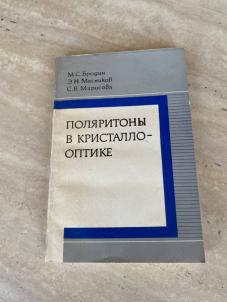 М.С.Бродин
Э.Н.Мясников
С.В.Марисова
ПОЛЯРИТОНЫ
В КРИСТАЛЛО-
ОПТИКЕ